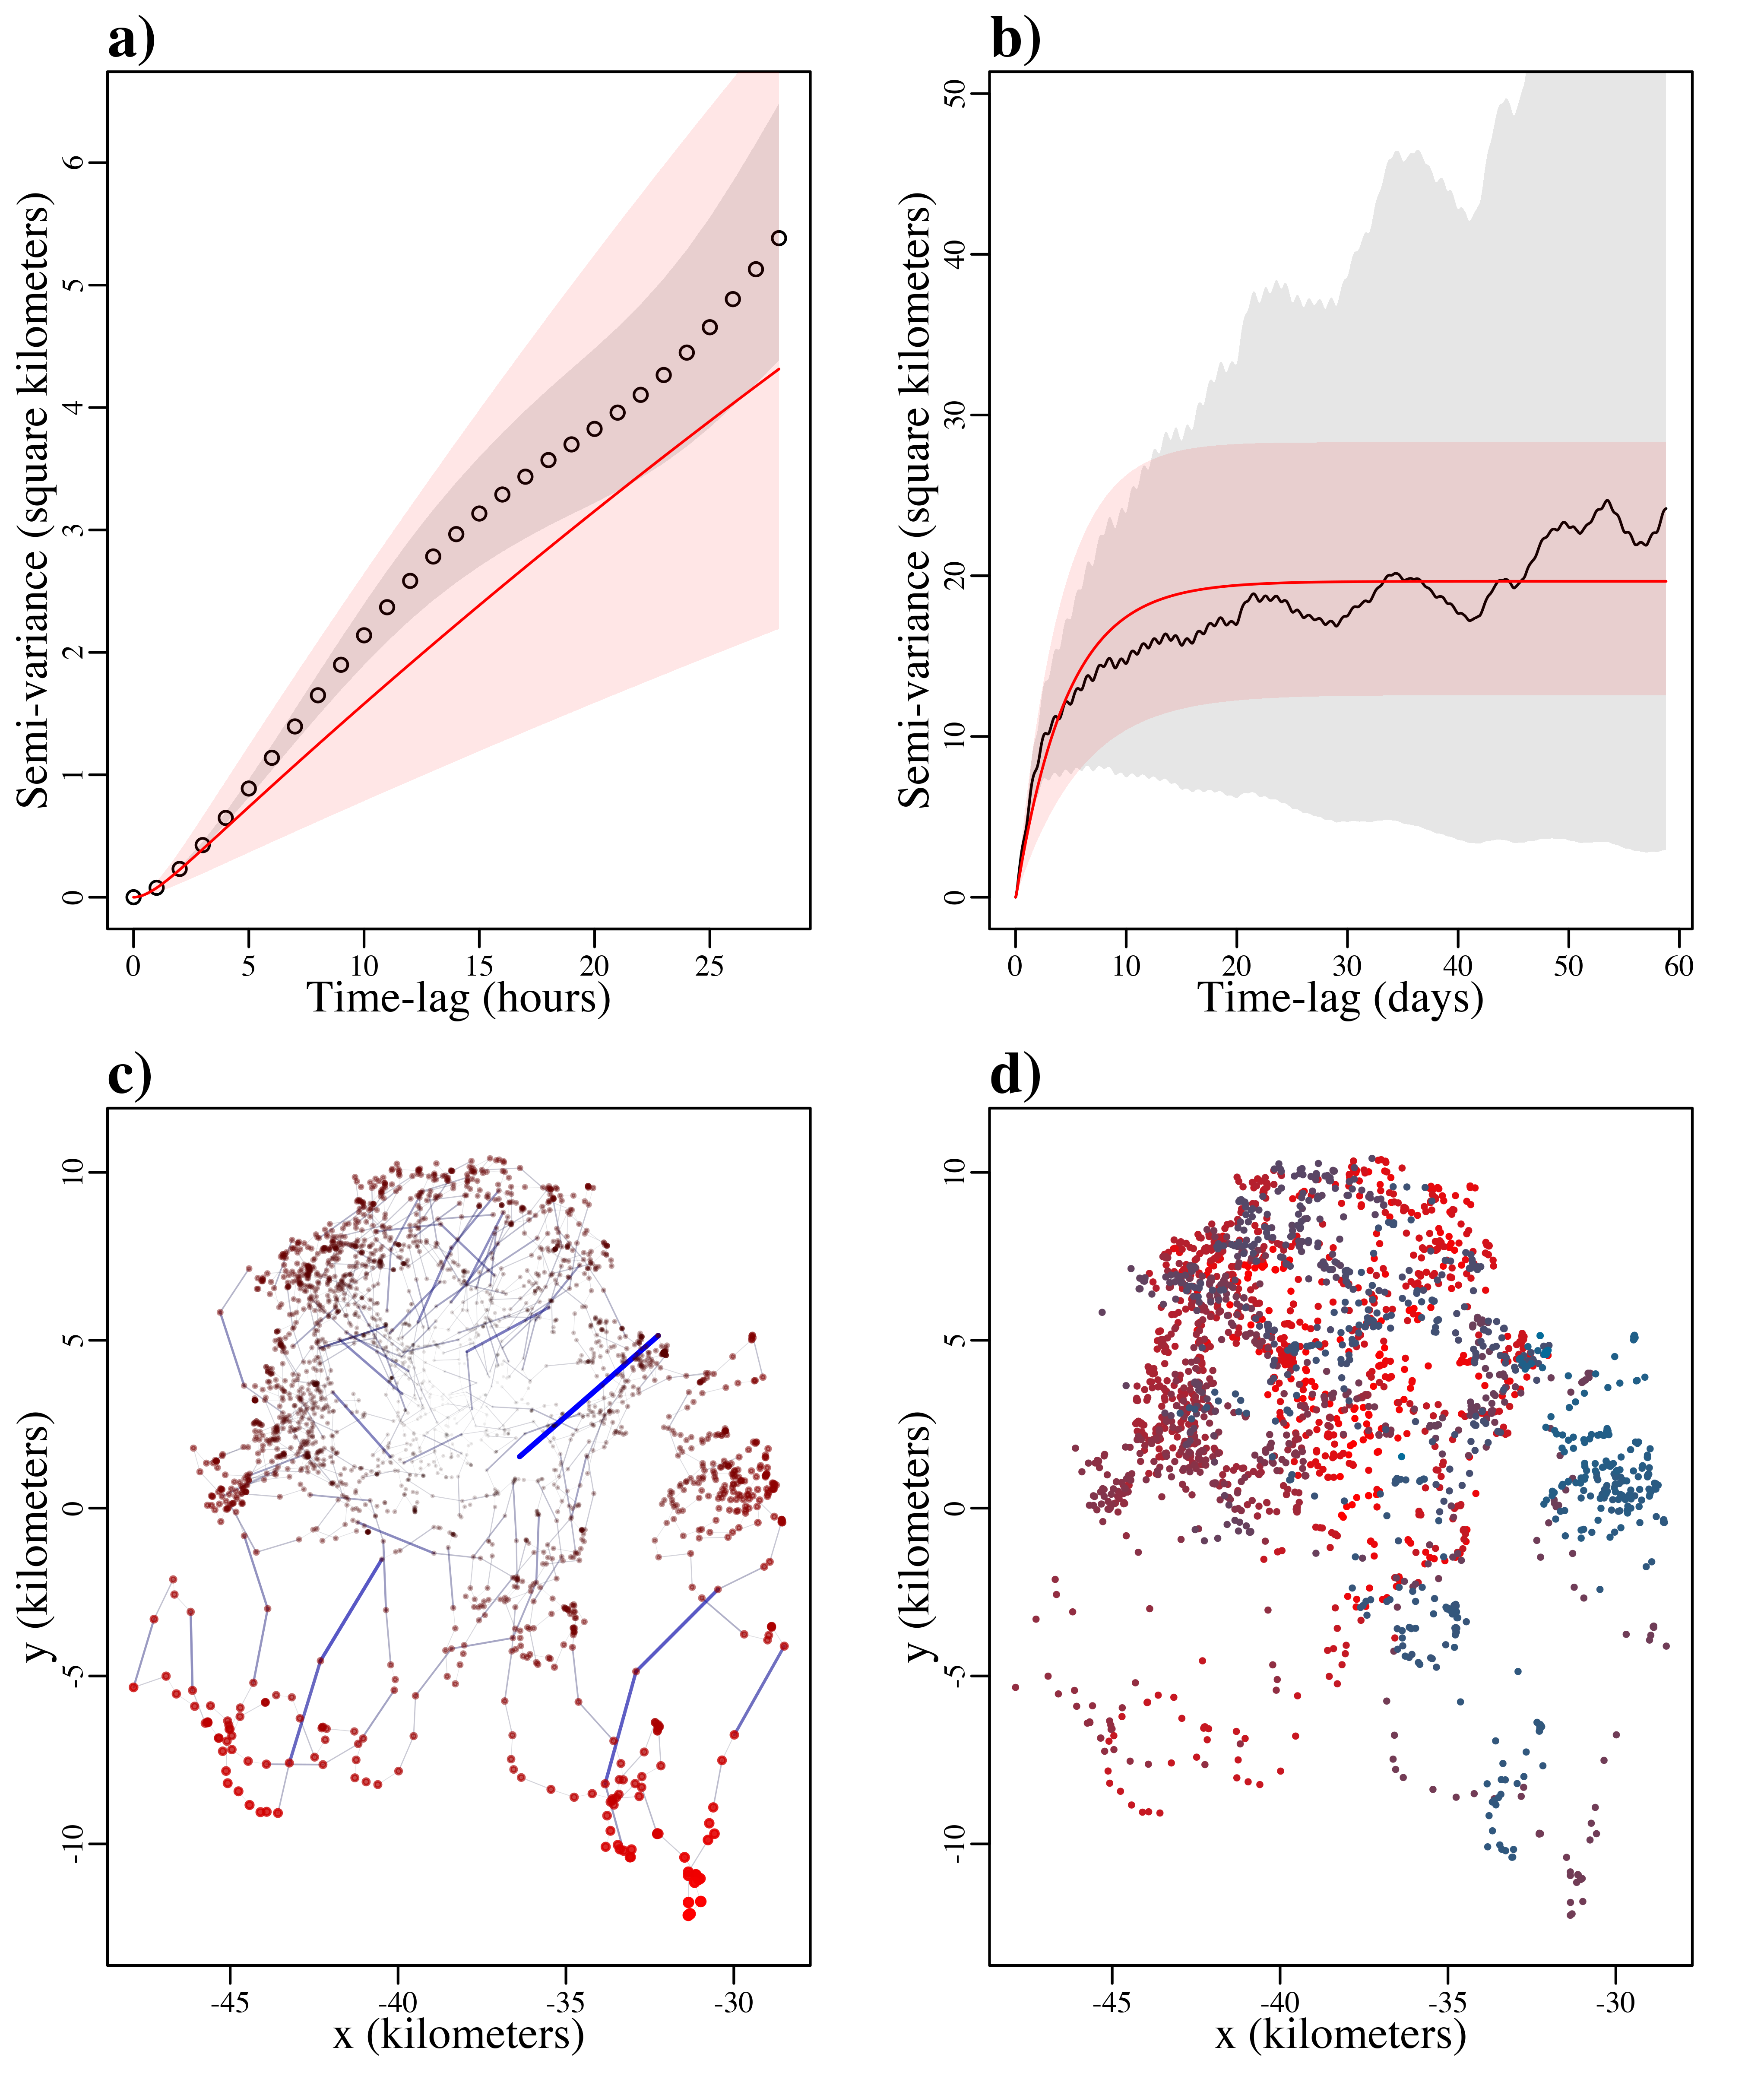 a)
Semi-variance (square kilometers)
0 1 2 3 4 5 6
0 5 10 15 20 25
Time-lag (hours)
b)
Semi-variance (square kilometers)
0 10 20 30 40 50
0 10 20 30 40 50 60
Time-lag (days)
c)
y (kilometers)
-10 -5 0 5 10
-45 -40 -35 -30
x (kilometers)
d)
y (kilometers)
-10 -5 0 5 10
-45 -40 -35 -30
x (kilometers)